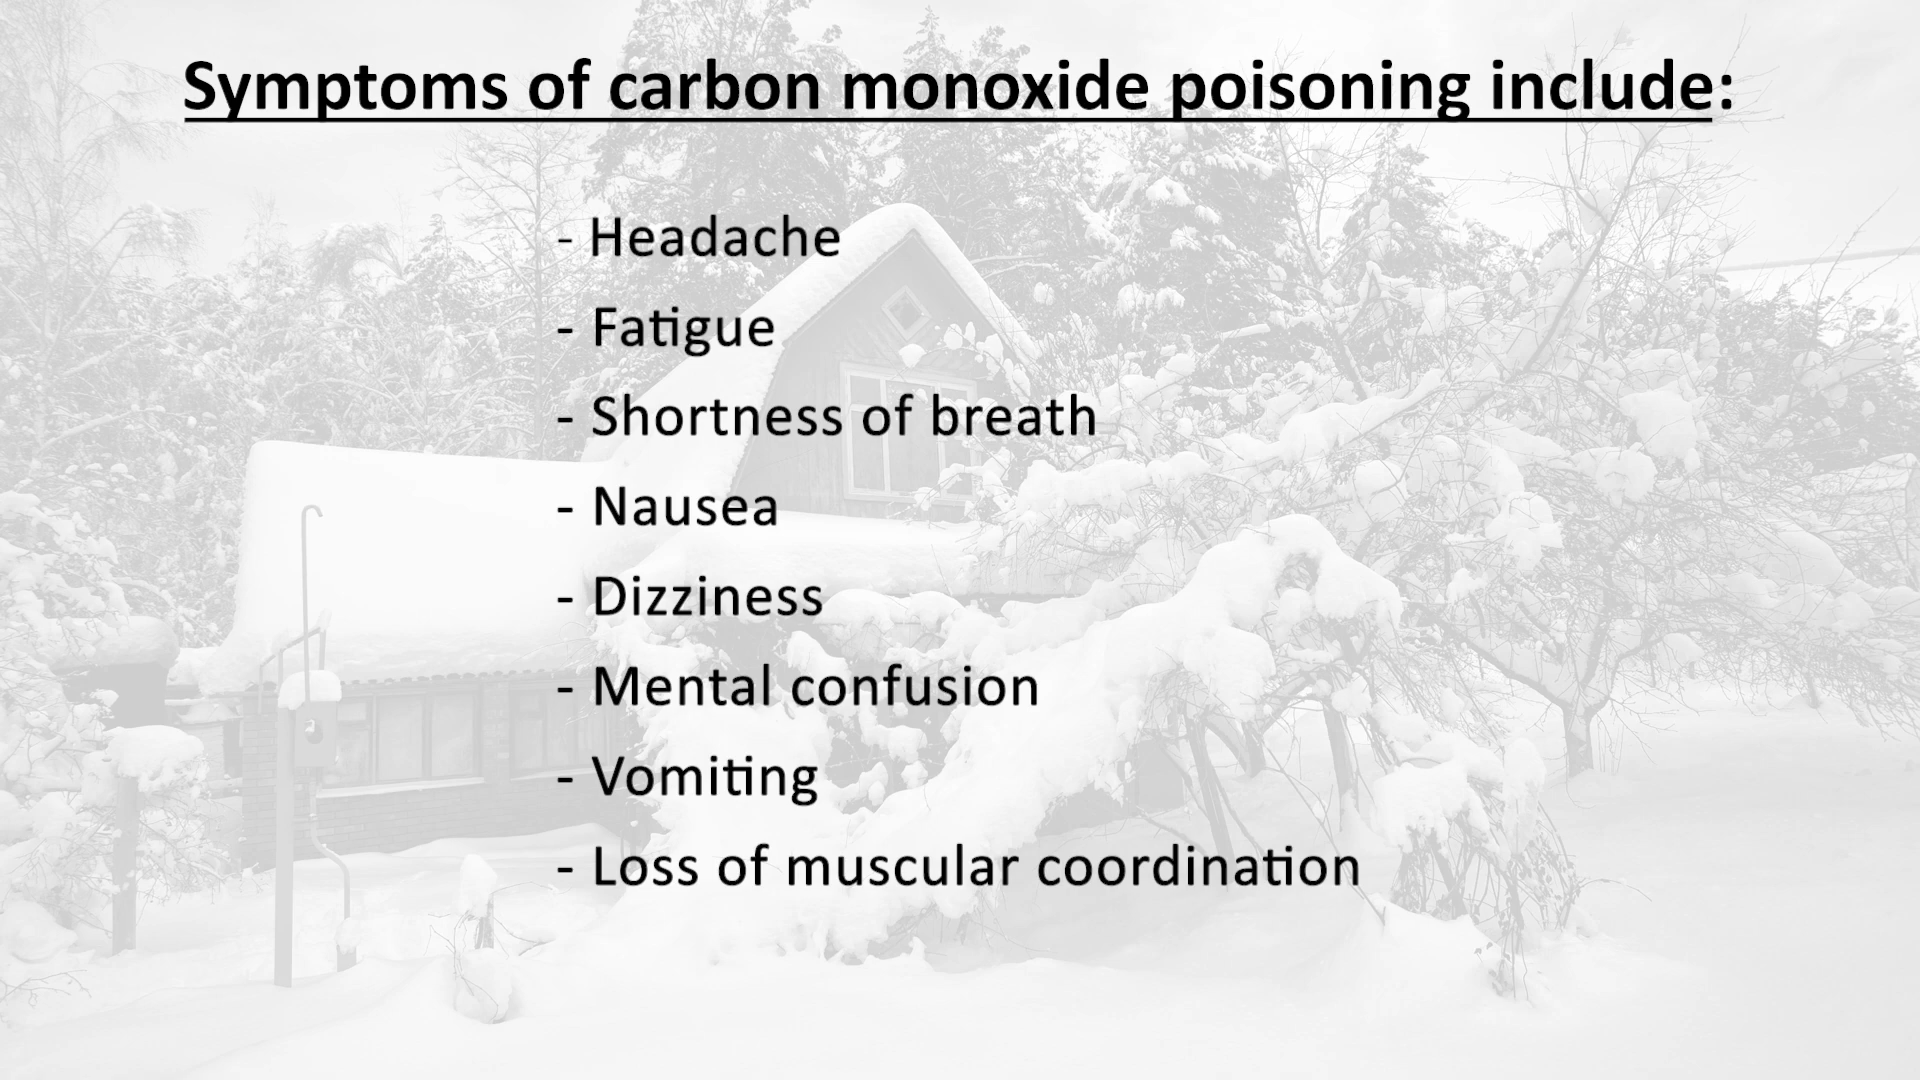 Symptoms of carbon monoxide poisoning include:
- Headache
- Fatigue
- Shortness of breath
- Nausea
- Dizziness
- Mental confusion
- Vomiting
- Loss of muscular coordination